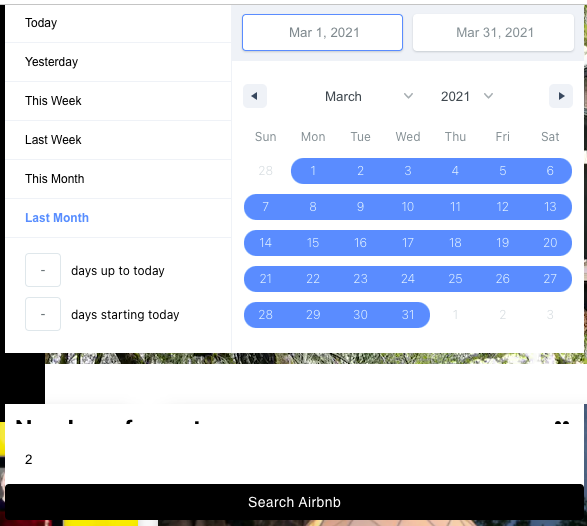 Today
Yesterday
This Week
Last Week
This Month
Last Month
- days up to today
- days starting today
Mar 1, 2021 Mar 31, 2021
March 2021
Sun Mon Tue Wed Thu Fri Sat
28 1 2 3 4 5 6
7 8 9 10 11 12 13
14 15 16 17 18 19 20
21 22 23 24 25 26 27
28 29 30 31 1 2 3
2
Search Airbnb